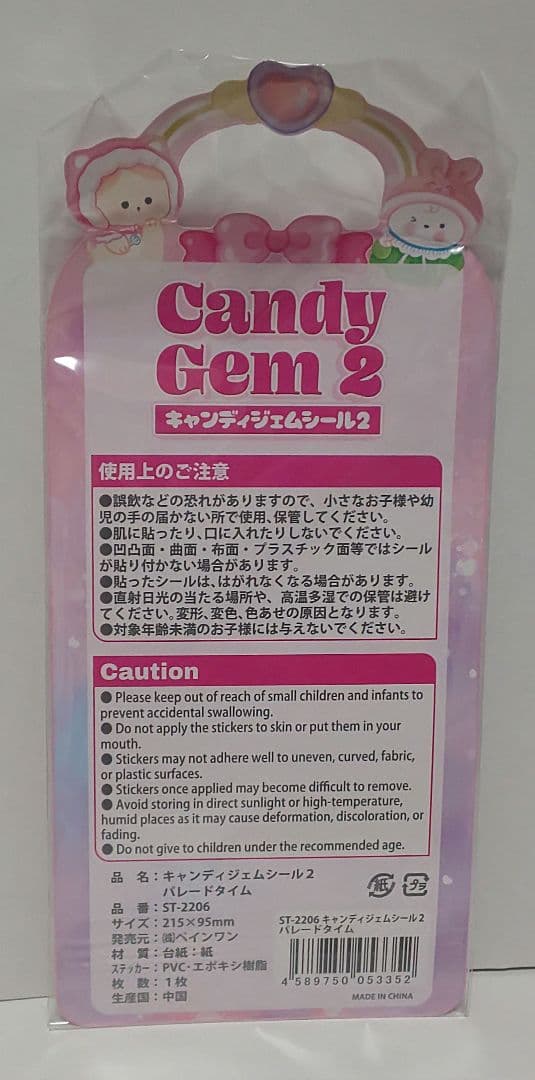 Candy
Gem 2
キャンディジェムシール2
使用上のご注意
●誤飲などの恐れがありますので、小さなお子様や幼
児の手の届かない所で使用、保管してください。
●肌に貼ったり、口に入れたりしないでください。
●凹凸面・曲面・布面・プラスチック面等ではシール
が貼り付かない場合があります。
●貼ったシールは、はがれなくなる場合があります。
●直射日光の当たる場所や、高温多湿での保管は避け
てください。変形、変色、色あせの原因となります。
●対象年齢未満のお子様には与えないでください。
Caution
● Please keep out of reach of small children and infants to
prevent accidental swallowing.
● Do not apply the stickers to skin or put them in your
mouth.
● Stickers may not adhere well to uneven, curved, fabric,
or plastic surfaces.
● Stickers once applied may become difficult to remove.
● Avoid storing in direct sunlight or high-temperature,
humid places as it may cause deformation, discoloration, or
fading.
● Do not give to children under the recommended age.
品 名：キャンディジェムシール2
パレードタイム
品 番：ST-2206
サイズ：215×95mm
発売元：㈱ペインワン
材 質：台紙：紙
ステッカー：PVC・エポキシ樹脂
枚 数：1枚
生産国：中国
紙 プラ
ST-2206 キャンディジェムシール2
パレードタイム
4 589750 053352
MADE IN CHINA